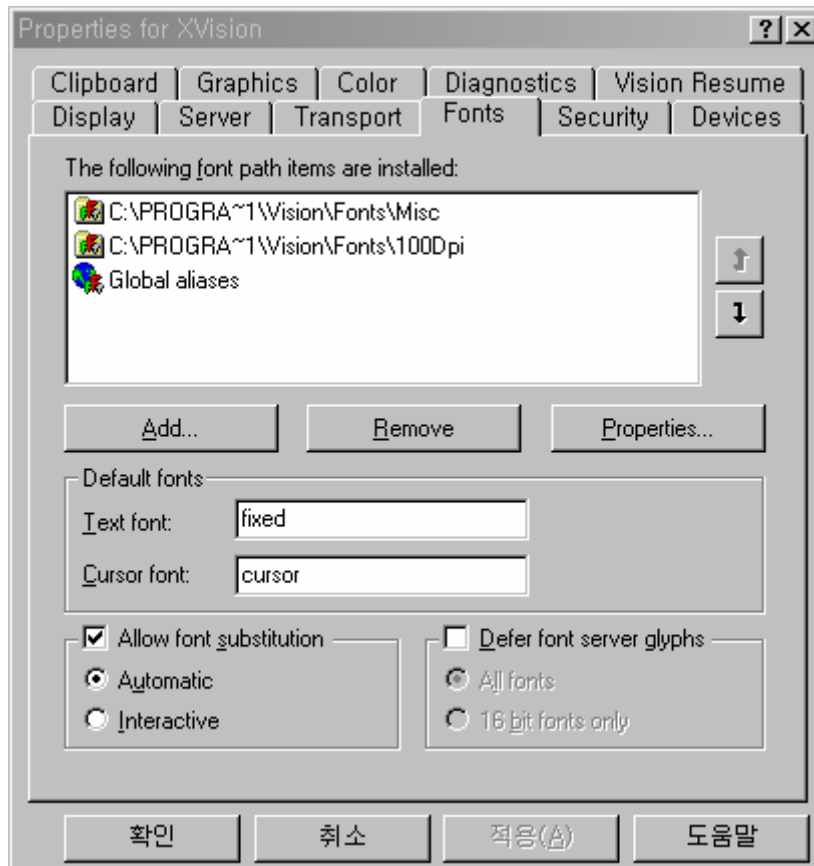 Properties for XVision
Clipboard Graphics Color Diagnostics Vision Resume
Display Server Transport Fonts Security Devices
The following font path items are installed:
C:\PROGRA~1\Vision\Fonts\Misc
C:\PROGRA~1\Vision\Fonts\100Dpi
Global aliases
Add... Remove Properties...
Default fonts
Text font: fixed
Cursor font: cursor
Allow font substitution Defer font server glyphs
Automatic All fonts
Interactive 16 bit fonts only
확인 취소 적용(A) 도움말